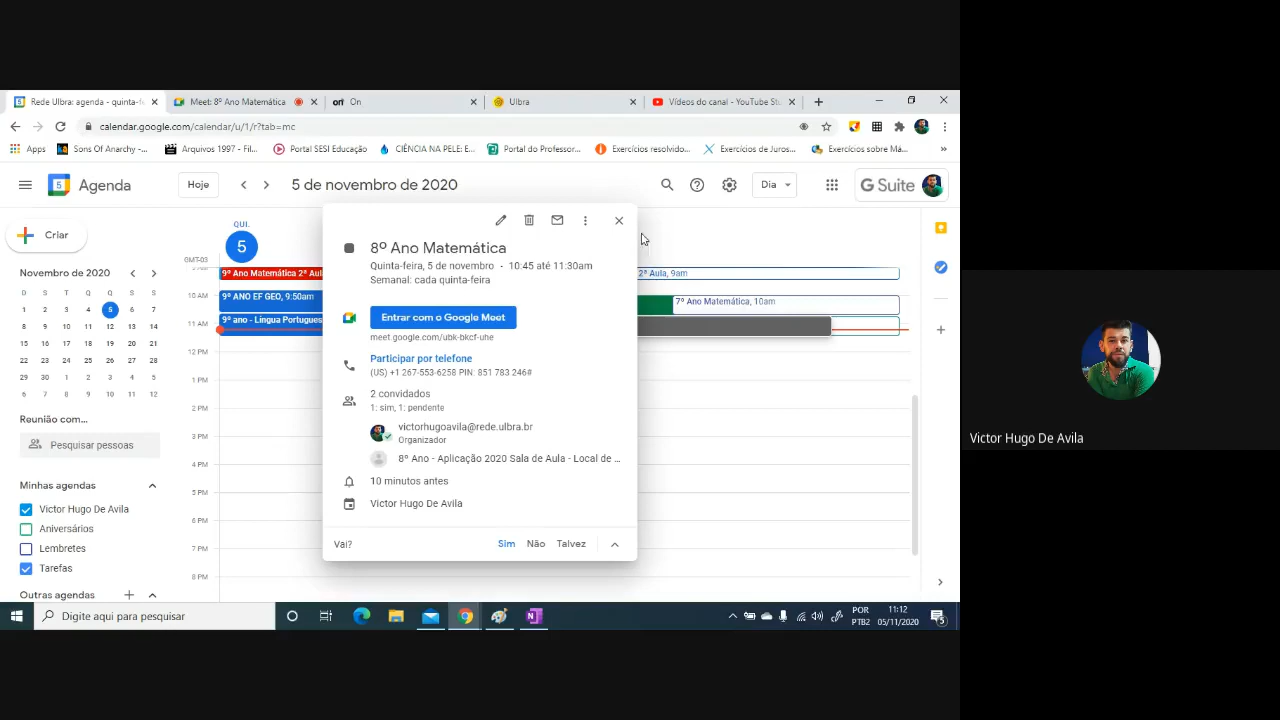 Rede Ulbra: agenda - quinta-fe
Meet: 8º Ano Matemática
On
Ulbra
Vídeos do canal - YouTube Stu
calendar.google.com/calendar/u/1/r?tab=mc
Apps
Sons Of Anarchy -...
Arquivos 1997 - Fil...
Portal SESI Educação
CIÊNCIA NA PELE: E...
Portal do Professor...
Exercícios resolvido...
Exercícios de Juros...
Exercícios sobre Ma...
Agenda
Hoje
5 de novembro de 2020
Dia
G Suite
Criar
QUI.
5
GMT-03
Novembro de 2020
D S T Q Q S S
1 2 3 4 5 6 7
8 9 10 11 12 13 14
15 16 17 18 19 20 21
22 23 24 25 26 27 28
29 30 1 2 3 4 5
6 7 8 9 10 11 12
Reunião com...
Pesquisar pessoas
Minhas agendas
Victor Hugo De Avila
Aniversários
Lembretes
Tarefas
Outras agendas
9º Ano Matemática 2ª Aul
2ª Aula, 9am
10 AM
9º ANO EF GEO, 9:50am
7º Ano Matemática, 10am
11 AM
9º ano - Língua Portugues
12 PM
1 PM
2 PM
3 PM
4 PM
5 PM
6 PM
7 PM
8 PM
8º Ano Matemática
Quinta-feira, 5 de novembro · 10:45 até 11:30am
Semanal: cada quinta-feira
Entrar com o Google Meet
meet.google.com/ubk-bkcf-uhe
Participar por telefone
(US) +1 267-553-6258 PIN: 851 783 246#
2 convidados
1: sim, 1: pendente
victorhugoavila@rede.ulbra.br
Organizador
8º Ano - Aplicação 2020 Sala de Aula - Local de ...
10 minutos antes
Victor Hugo De Avila
Vai?
Sim
Não
Talvez
Digite aqui para pesquisar
POR
PTB2
11:12
05/11/2020
5
Victor Hugo De Avila